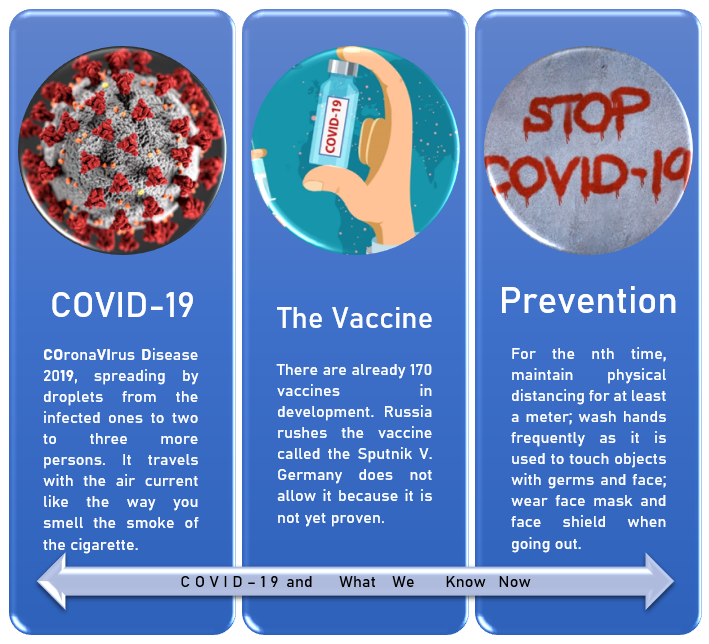 COVID-19
COronaVIrus Disease
2019, spreading by
droplets from the
infected ones to two
to three more
persons. It travels
with the air current
like the way you
smell the smoke of
the cigarette.
COVID-19
The Vaccine
There are already 170
vaccines in
development. Russia
rushes the vaccine
called the Sputnik V.
Germany does not
allow it because it is
not yet proven.
STOP
COVID-19
Prevention
For the nth time,
maintain physical
distancing for at least
a meter; wash hands
frequently as it is
used to touch objects
with germs and face;
wear face mask and
face shield when
going out.
COVID–19 and What We Know Now